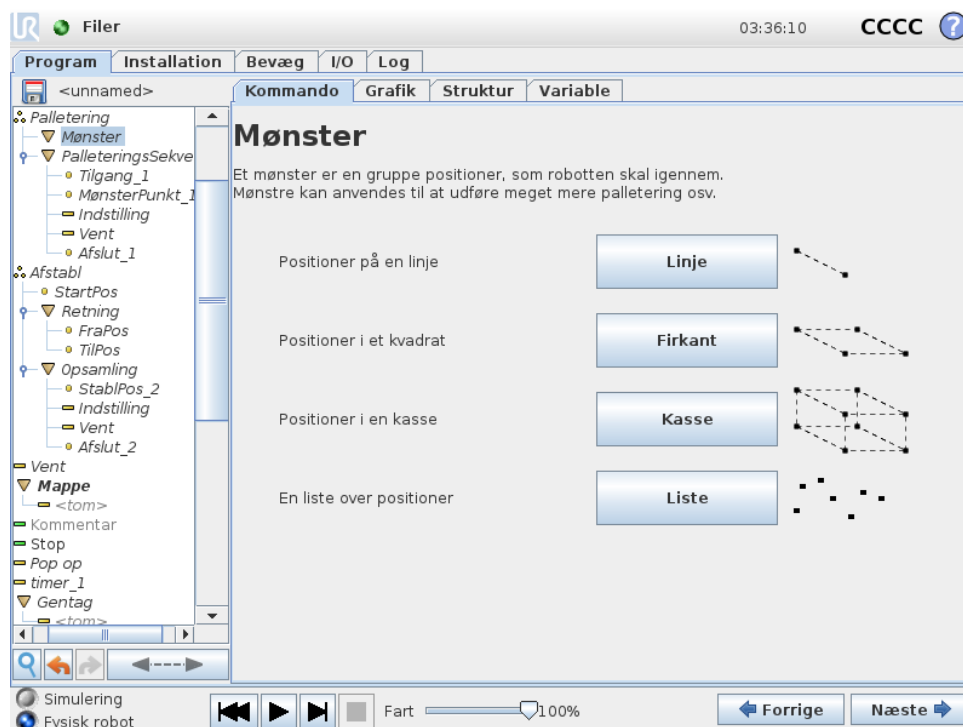 UR Filer 03:36:10 CCCC ?
Program Installation Bevæg I/O Log
<unnamed> Kommando Grafik Struktur Variable
Palletering
Mønster
PalleteringsSekve
Tilgang_1
MønsterPunkt_1
Indstilling
Vent
Afslut_1
Afstabl
StartPos
Retning
FraPos
TilPos
Opsamling
StablPos_2
Indstilling
Vent
Afslut_2
Vent
Mappe
<tom>
Kommentar
Stop
Pop op
timer_1
Gentag
<tom>
Mønster
Et mønster er en gruppe positioner, som robotten skal igennem.
Mønstre kan anvendes til at udføre meget mere palletering osv.
Positioner på en linje Linje
Positioner i et kvadrat Firkant
Positioner i en kasse Kasse
En liste over positioner Liste
Simulering
Fysisk robot
Fart 100%
Forrige Næste